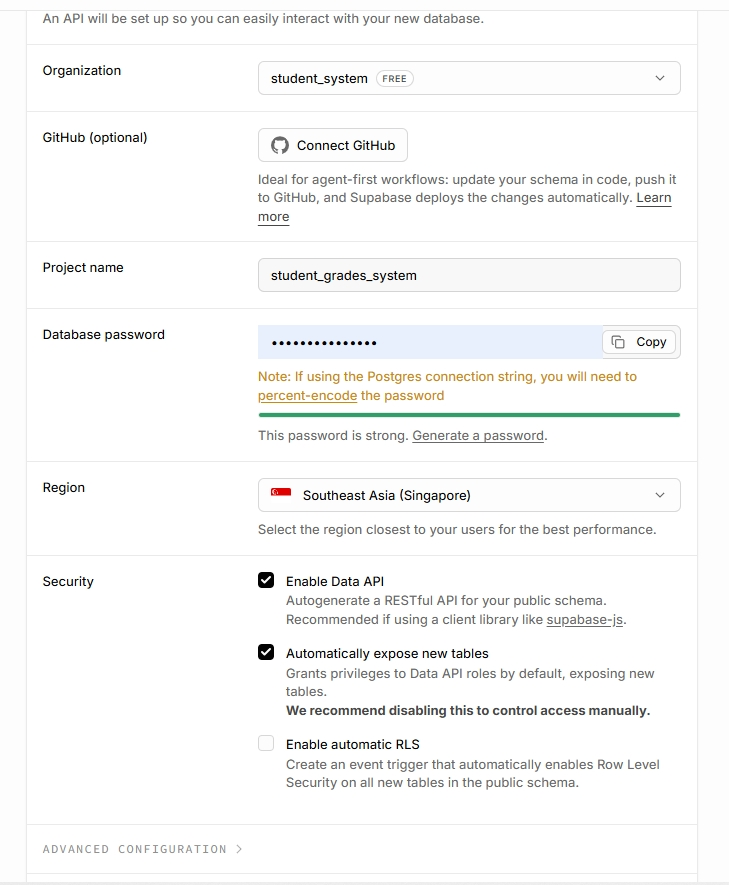 An API will be set up so you can easily interact with your new database.
Organization
student_system FREE
GitHub (optional)
Connect GitHub
Ideal for agent-first workflows: update your schema in code, push it
to GitHub, and Supabase deploys the changes automatically. Learn
more
Project name
student_grades_system
Database password
•••••••••••••••
Copy
Note: If using the Postgres connection string, you will need to
percent-encode the password
This password is strong. Generate a password.
Region
Southeast Asia (Singapore)
Select the region closest to your users for the best performance.
Security
Enable Data API
Autogenerate a RESTful API for your public schema.
Recommended if using a client library like supabase-js.
Automatically expose new tables
Grants privileges to Data API roles by default, exposing new
tables.
We recommend disabling this to control access manually.
Enable automatic RLS
Create an event trigger that automatically enables Row Level
Security on all new tables in the public schema.
ADVANCED CONFIGURATION >